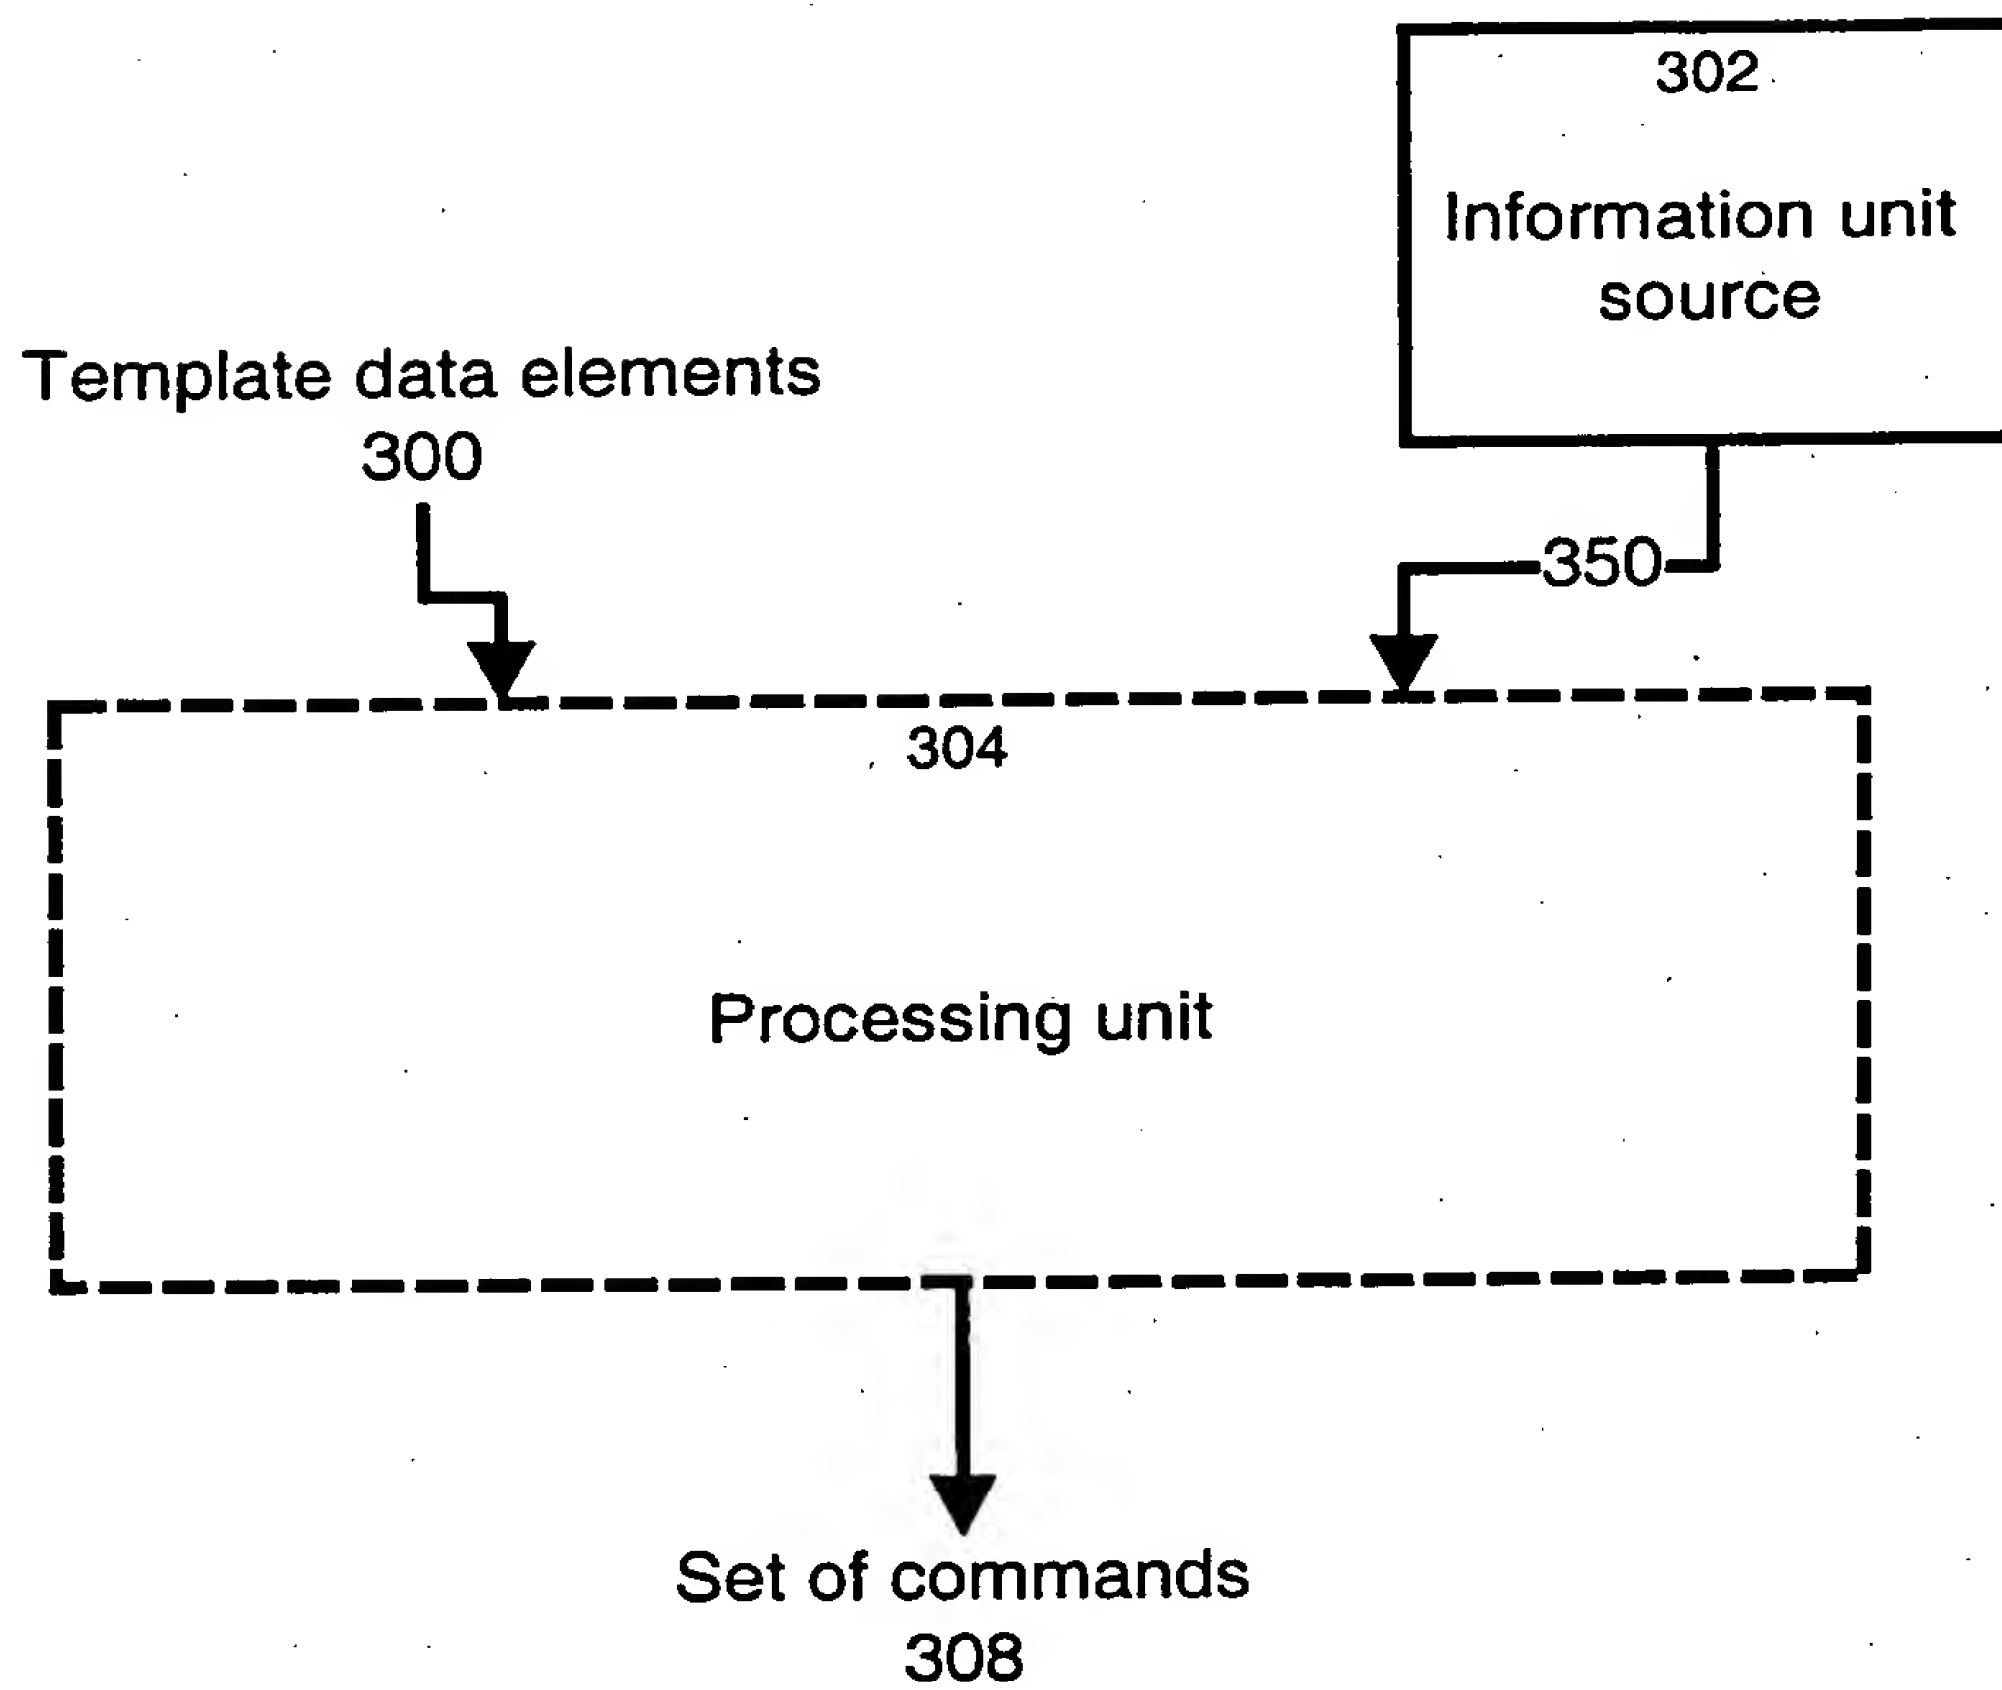 302
Information unit
source
Template data elements
300
350
304
Processing unit
Set of commands
308